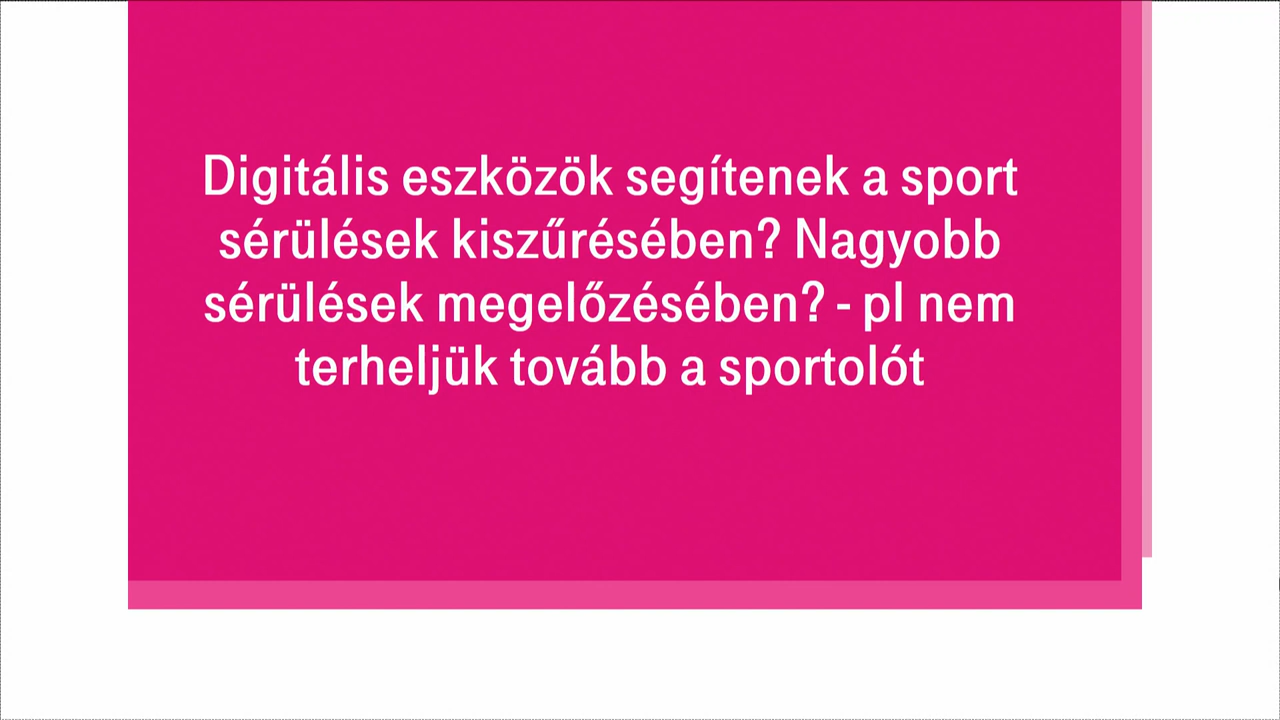 Digitális eszközök segítenek a sport
sérülések kiszűrésében? Nagyobb
sérülések megelőzésében? - pl nem
terheljük tovább a sportolót